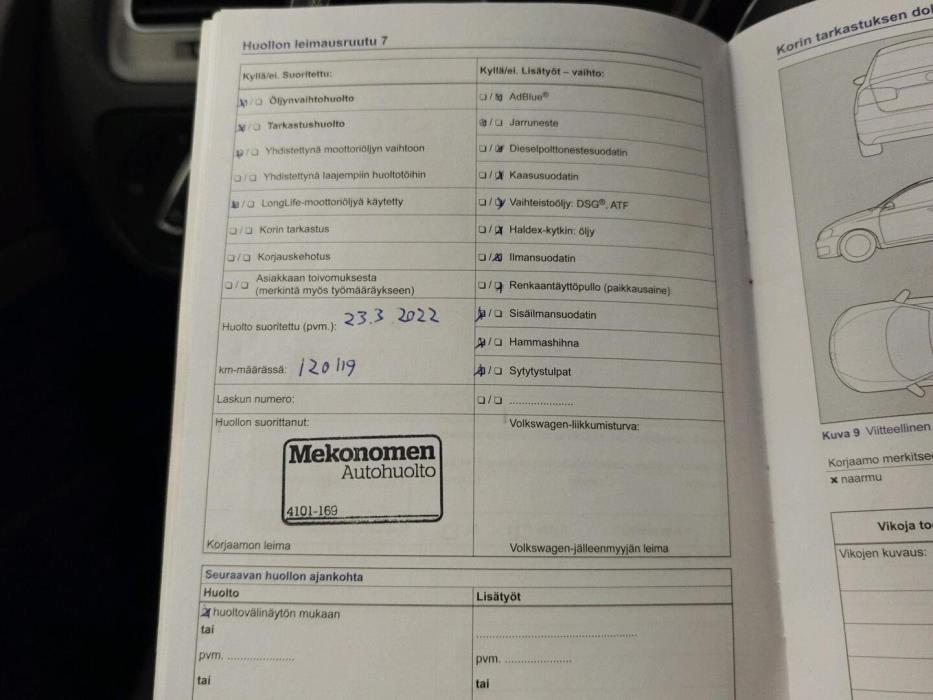 Huollon leimausruutu 7
Kyllä/ei. Suoritettu:
Öljynvaihtohuolto
Tarkastushuolto
Yhdistettynä moottoriöljyn vaihtoon
Yhdistettynä laajempiin huoltotöihin
LongLife-moottoriöljyä käytetty
Korin tarkastus
Korjauskehotus
Asiakkaan toivomuksesta
(merkintä myös työmääräykseen)
Huolto suoritettu (pvm.): 23.3.2022
km-määrässä: 120119
Laskun numero:
Huollon suorittanut:
Mekonomen
Autohuolto
4101-169
Korjaamon leima
Kyllä/ei. Lisätyöt – vaihto:
AdBlue®
Jarruneste
Dieselpolttonestesuodatin
Kaasusuodatin
Vaihteistoöljy: DSG®, ATF
Haldex-kytkin: öljy
Ilmansuodatin
Renkaantäyttöpullo (paikkausaine)
Sisäilmansuodatin
Hammashihna
Sytytystulpat
Volkswagen-liikkumisturva:
Volkswagen-jälleenmyyjän leima
Seuraavan huollon ajankohta
Huolto
huoltovälinäytön mukaan
tai
pvm.
tai
Lisätyöt
pvm.
tai
Korin tarkastuksen
Kuva 9 Viitteellinen
Korjaamo
x naarmu
Vikoja
Vikojen kuvaus: